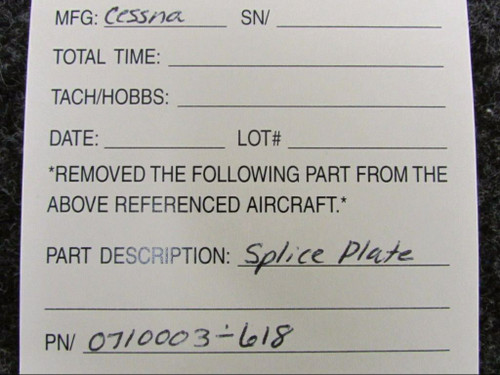 MFG: Cessna SN/
TOTAL TIME:
TACH/HOBBS:
DATE: LOT#
*REMOVED THE FOLLOWING PART FROM THE
ABOVE REFERENCED AIRCRAFT.*
PART DESCRIPTION: Splice Plate
PN/ 0710003-618